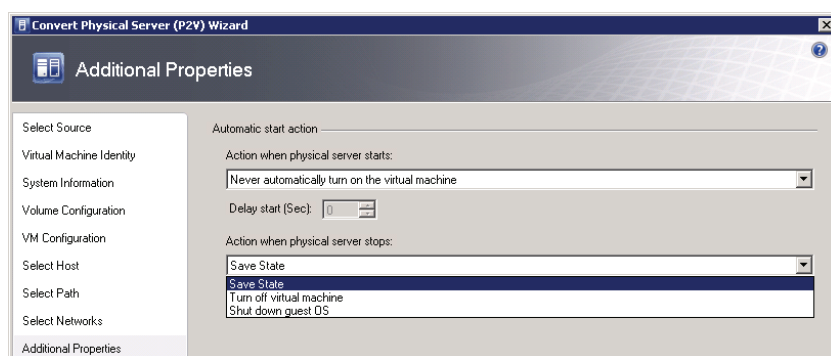 Convert Physical Server (P2V) Wizard
Additional Properties
Select Source
Virtual Machine Identity
System Information
Volume Configuration
VM Configuration
Select Host
Select Path
Select Networks
Additional Properties
Automatic start action
Action when physical server starts:
Never automatically turn on the virtual machine
Delay start (Sec): 0
Action when physical server stops:
Save State
Save State
Turn off virtual machine
Shut down guest OS